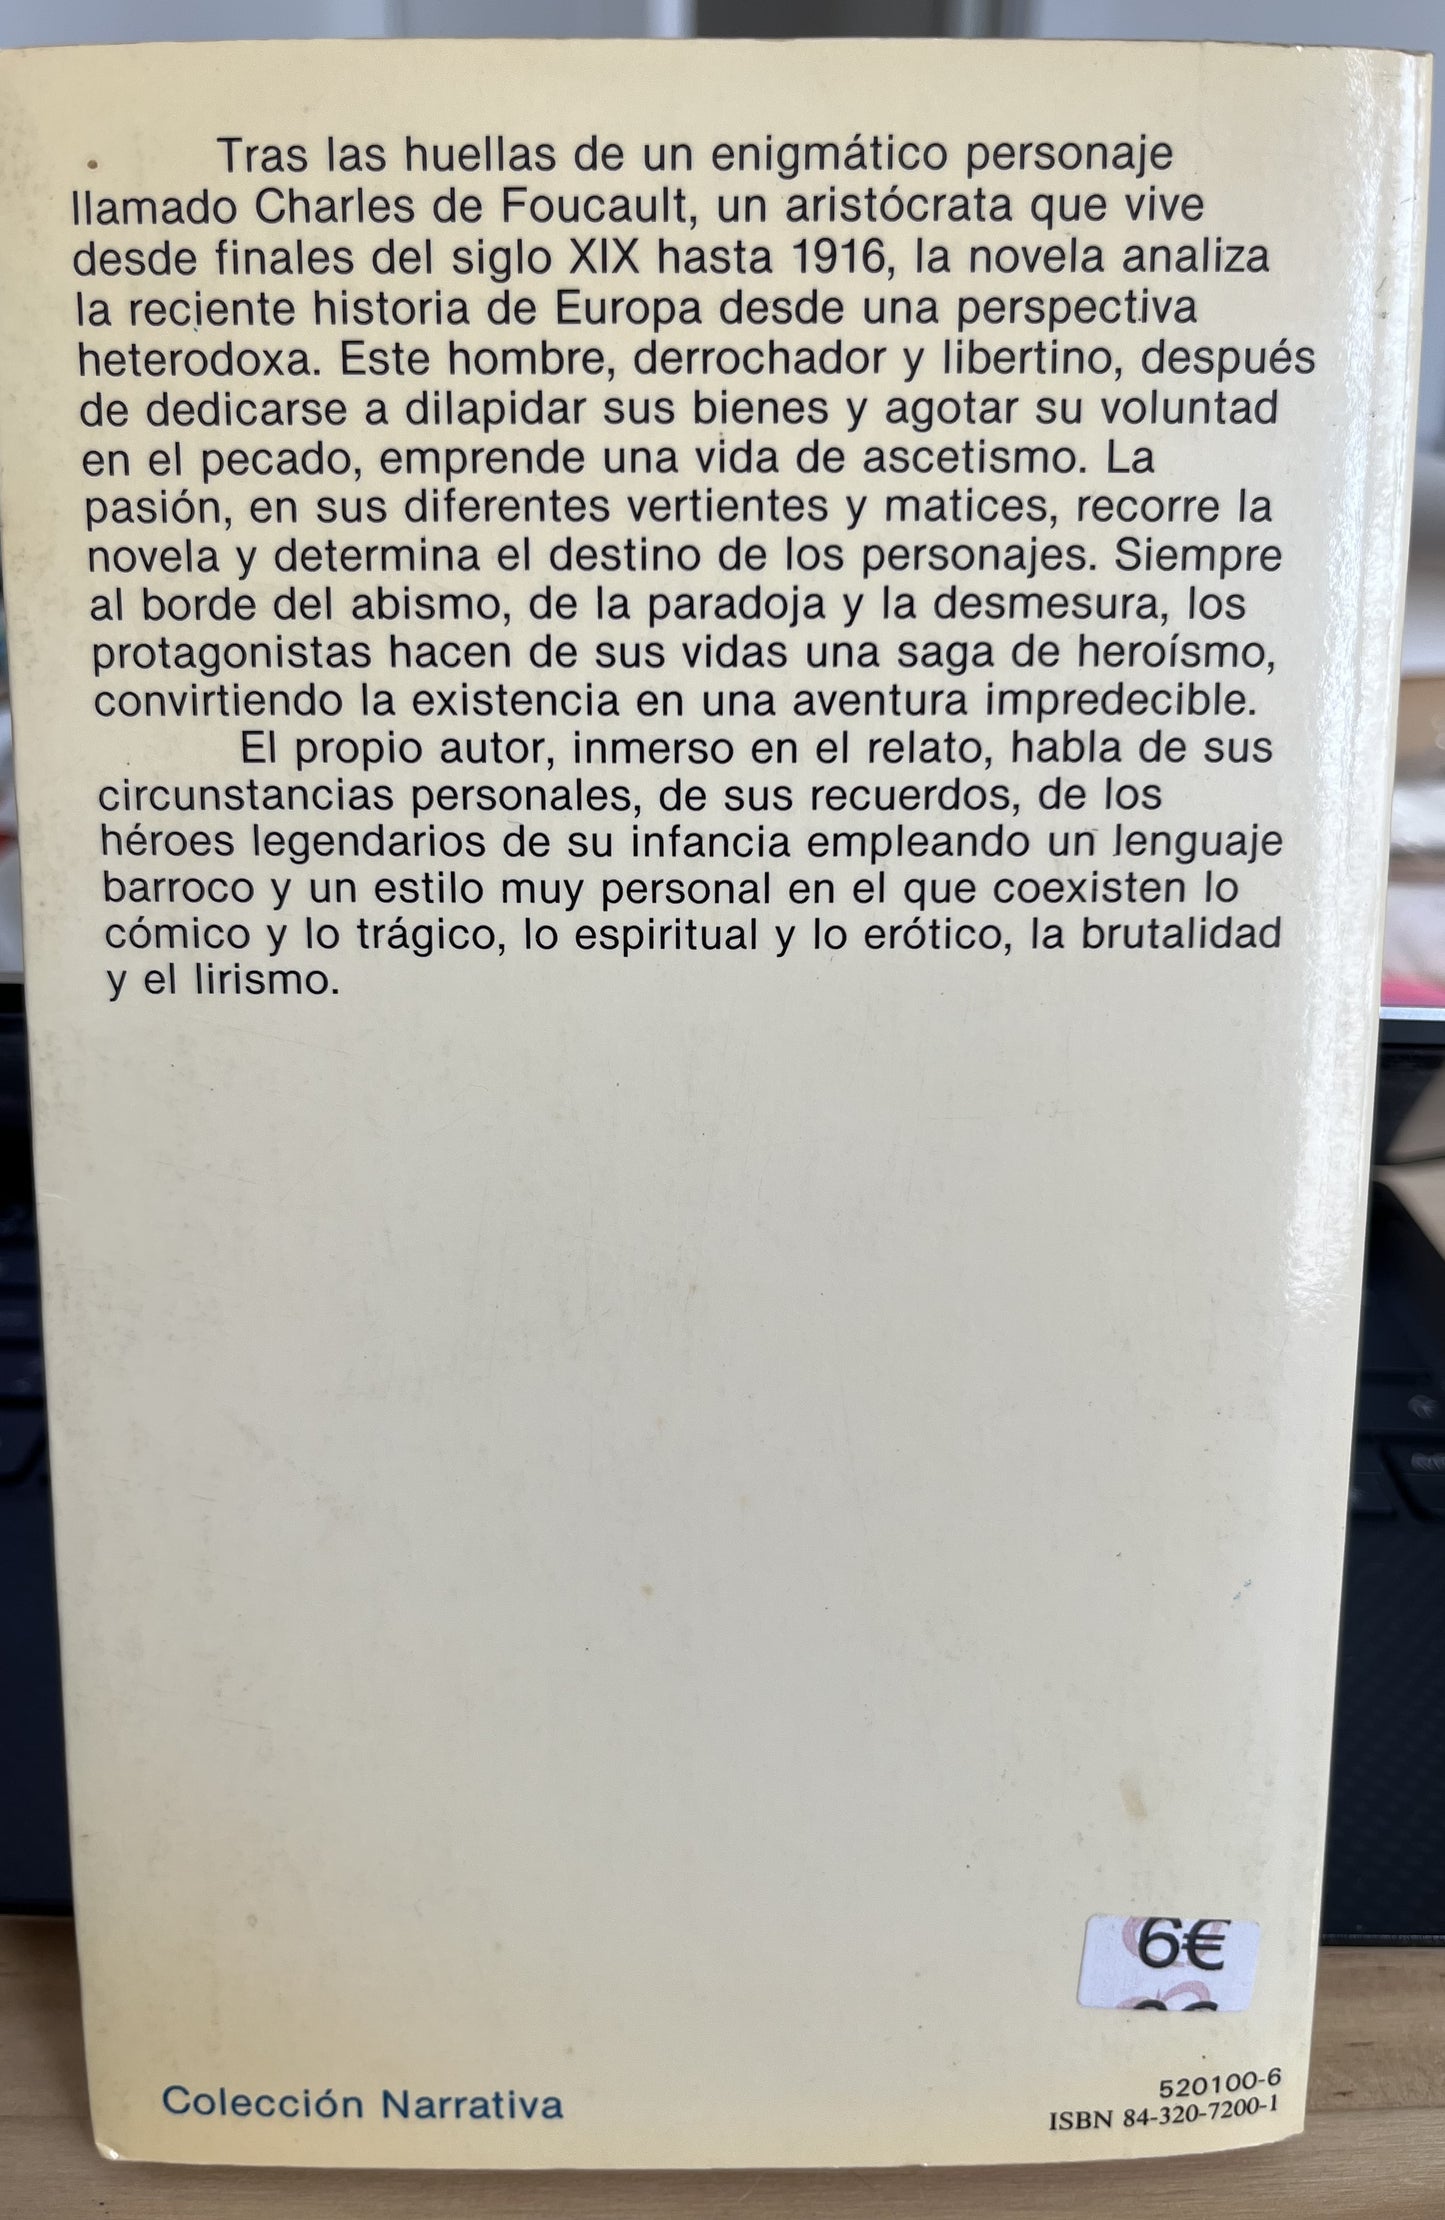 Tras las huellas de un enigmático personaje
llamado Charles de Foucault, un aristócrata que vive
desde finales del siglo XIX hasta 1916, la novela analiza
la reciente historia de Europa desde una perspectiva
heterodoxa. Este hombre, derrochador y libertino, después
de dedicarse a dilapidar sus bienes y agotar su voluntad
en el pecado, emprende una vida de ascetismo. La
pasión, en sus diferentes vertientes y matices, recorre la
novela y determina el destino de los personajes. Siempre
al borde del abismo, de la paradoja y la desmesura, los
protagonistas hacen de sus vidas una saga de heroísmo,
convirtiendo la existencia en una aventura impredecible.
El propio autor, inmerso en el relato, habla de sus
circunstancias personales, de sus recuerdos, de los
héroes legendarios de su infancia empleando un lenguaje
barroco y un estilo muy personal en el que coexisten lo
cómico y lo trágico, lo espiritual y lo erótico, la brutalidad
y el lirismo.
6€
Colección Narrativa
520100-6
ISBN 84-320-7200-1